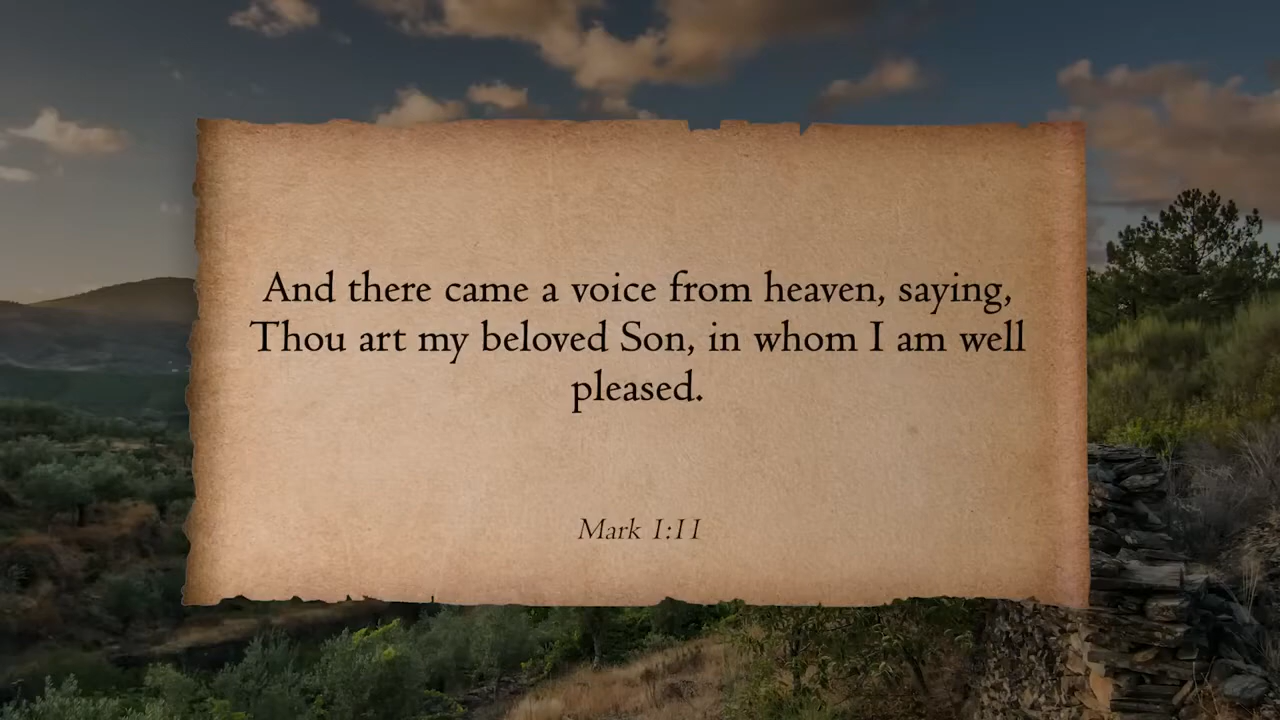 And there came a voice from heaven, saying,
Thou art my beloved Son, in whom I am well
pleased.
Mark 1:11